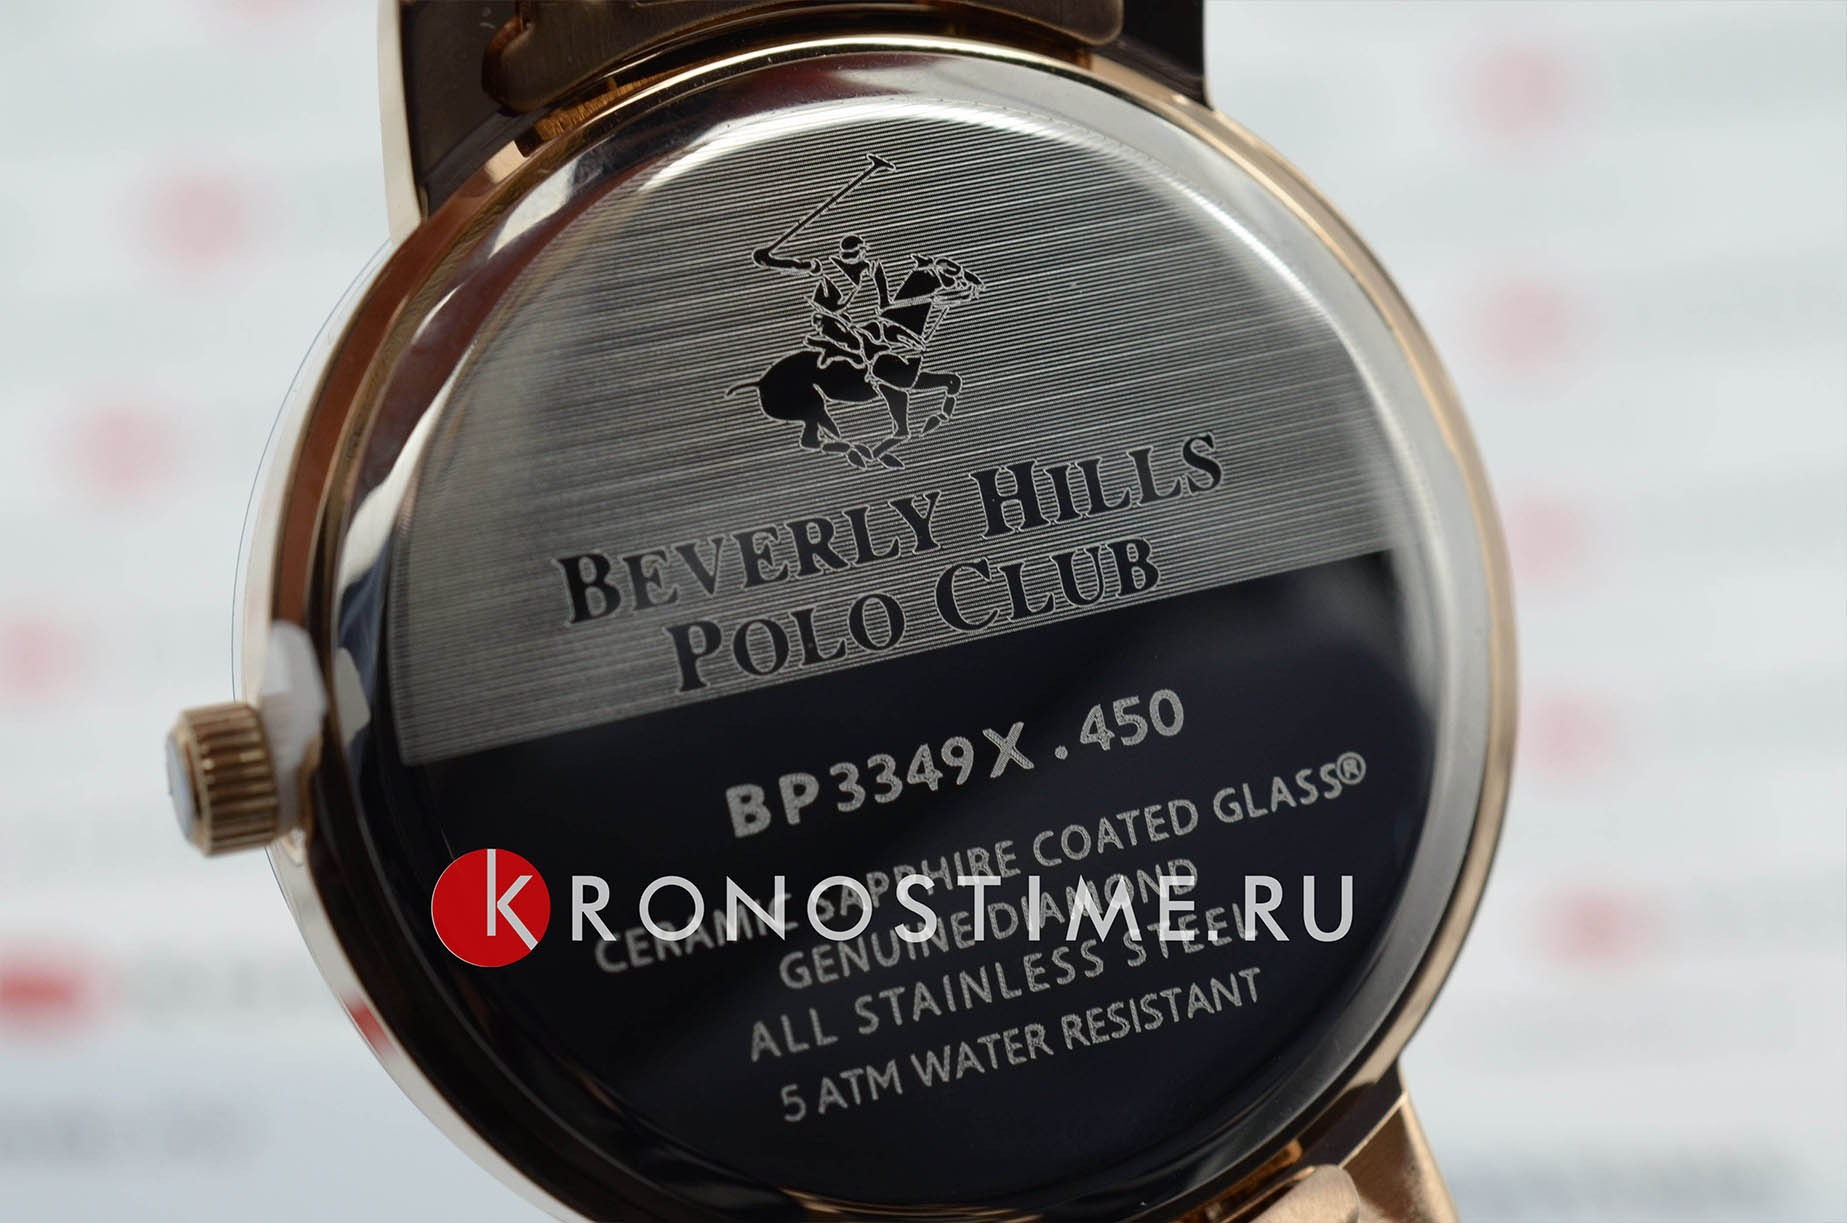 BEVERLY HILLS
POLO CLUB
BP3349X.450
CERAMIC SAPPHIRE COATED GLASS®
KRONOSTIME.RU
GENUINE DIAMOND
ALL STAINLESS STEEL
5 ATM WATER RESISTANT